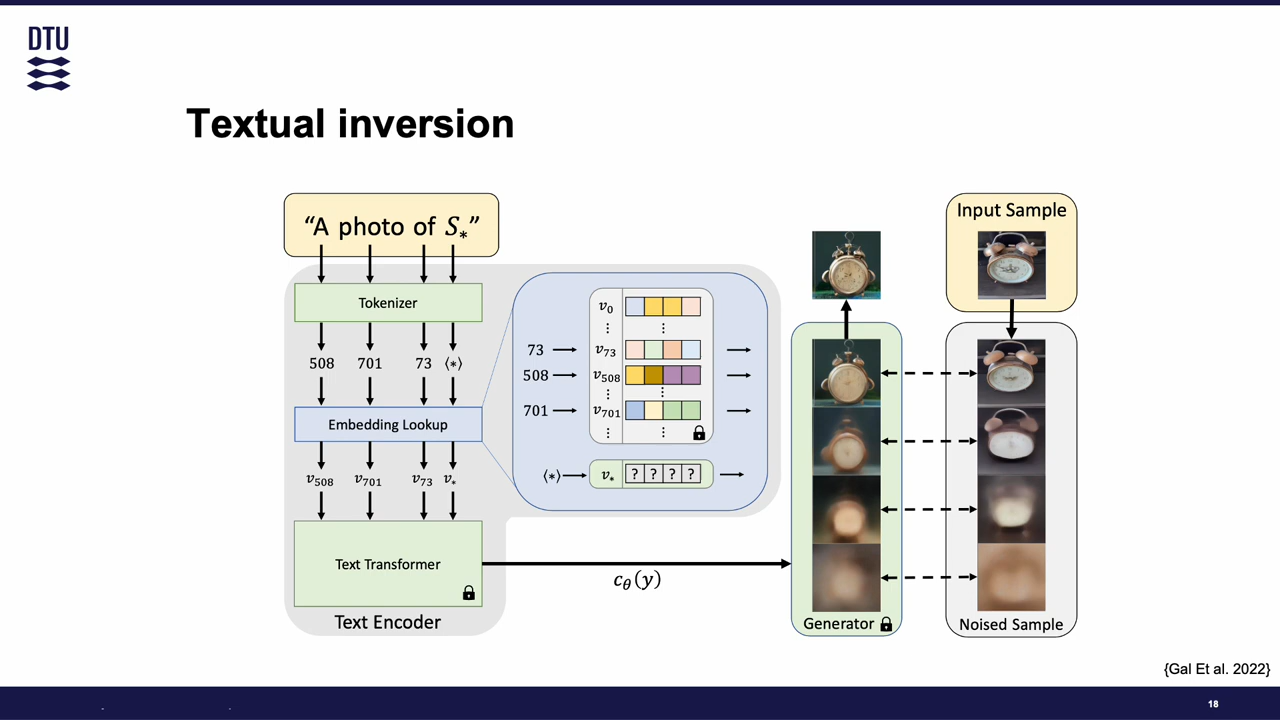 DTU
Textual inversion
“A photo of S*”
Tokenizer
508 701 73 ⟨*⟩
Embedding Lookup
v508 v701 v73 v*
Text Transformer
Text Encoder
v0
⋮ ⋮
73 v73
508 v508
⋮ ⋮
701 v701
⋮ ⋮
⟨*⟩ v* ? ? ? ?
cθ(y)
Generator
Input Sample
Noised Sample
{Gal Et al. 2022}
18